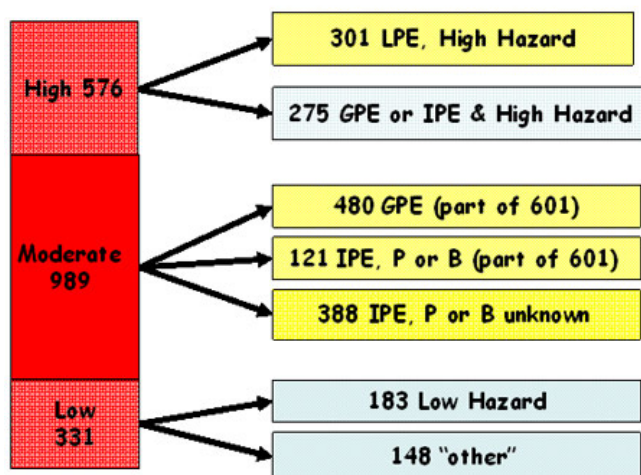 High 576
301 LPE, High Hazard
275 GPE or IPE & High Hazard
Moderate
989
480 GPE (part of 601)
121 IPE, P or B (part of 601)
388 IPE, P or B unknown
Low
331
183 Low Hazard
148 "other"